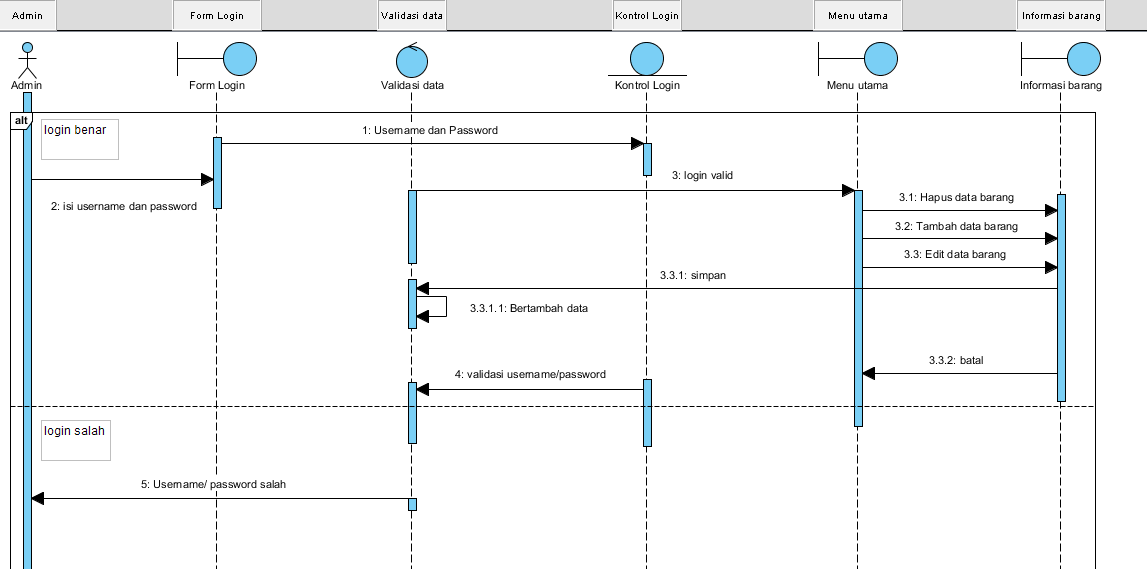 Admin
Form Login
Validasi data
Kontrol Login
Menu utama
Informasi barang
Admin
Form Login
Validasi data
Kontrol Login
Menu utama
Informasi barang
alt
login benar
1: Username dan Password
3: login valid
2: isi username dan password
3.1: Hapus data barang
3.2: Tambah data barang
3.3: Edit data barang
3.3.1: simpan
3.3.1.1: Bertambah data
3.3.2: batal
4: validasi username/password
login salah
5: Username/ password salah